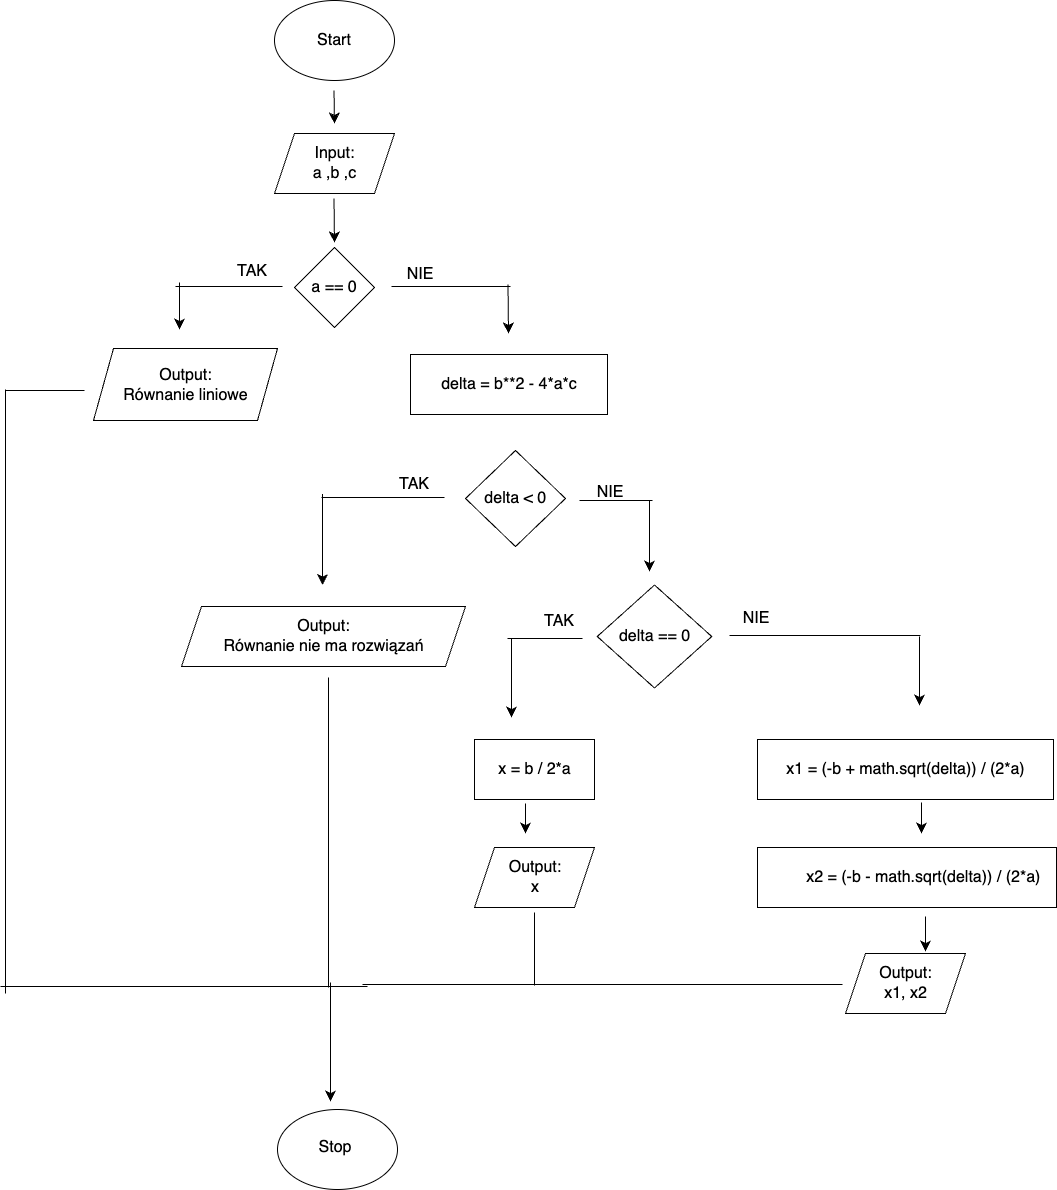 Start
Input:
a ,b ,c
TAK
NIE
a == 0
Output:
Równanie liniowe
delta = b**2 - 4*a*c
TAK
NIE
delta < 0
Output:
Równanie nie ma rozwiązań
TAK
NIE
delta == 0
x = b / 2*a
x1 = (-b + math.sqrt(delta)) / (2*a)
Output:
x
x2 = (-b - math.sqrt(delta)) / (2*a)
Output:
x1, x2
Stop